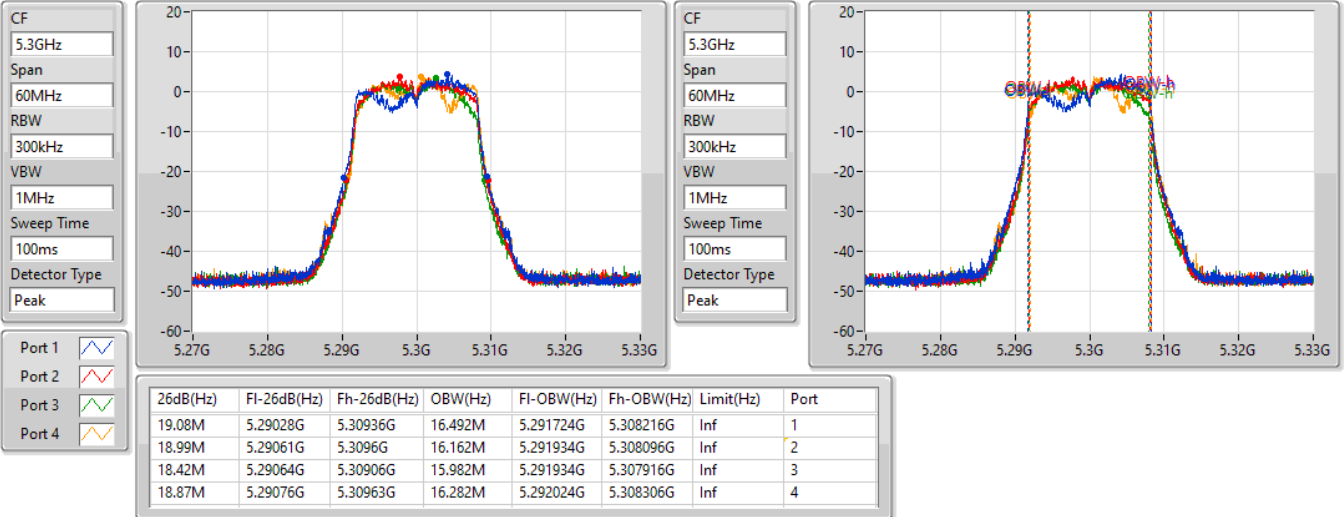 CF
5.3GHz
Span
60MHz
RBW
300kHz
VBW
1MHz
Sweep Time
100ms
Detector Type
Peak
20
10
0
-10
-20
-30
-40
-50
-60
5.27G 5.28G 5.29G 5.3G 5.31G 5.32G 5.33G
CF
5.3GHz
Span
60MHz
RBW
300kHz
VBW
1MHz
Sweep Time
100ms
Detector Type
Peak
20
10
0
-10
-20
-30
-40
-50
-60
OBW-h
5.27G 5.28G 5.29G 5.3G 5.31G 5.32G 5.33G
Port 1
Port 2
Port 3
Port 4
26dB(Hz) Fl-26dB(Hz) Fh-26dB(Hz) OBW(Hz) Fl-OBW(Hz) Fh-OBW(Hz) Limit(Hz) Port
19.08M 5.29028G 5.30936G 16.492M 5.291724G 5.308216G Inf 1
18.99M 5.29061G 5.3096G 16.162M 5.291934G 5.308096G Inf 2
18.42M 5.29064G 5.30906G 15.982M 5.291934G 5.307916G Inf 3
18.87M 5.29076G 5.30963G 16.282M 5.292024G 5.308306G Inf 4